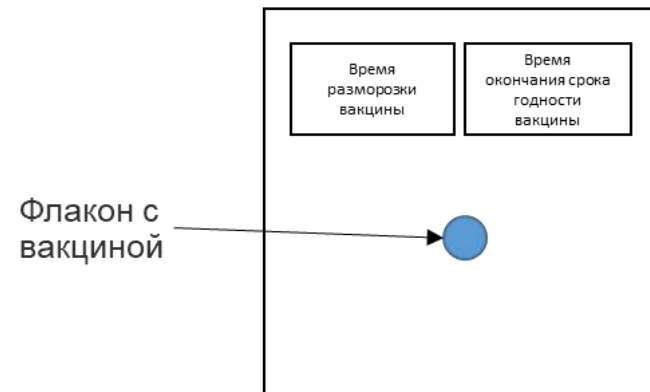 Время
разморозки
вакцины
Время
окончания срока
годности
вакцины
Флакон с
вакциной